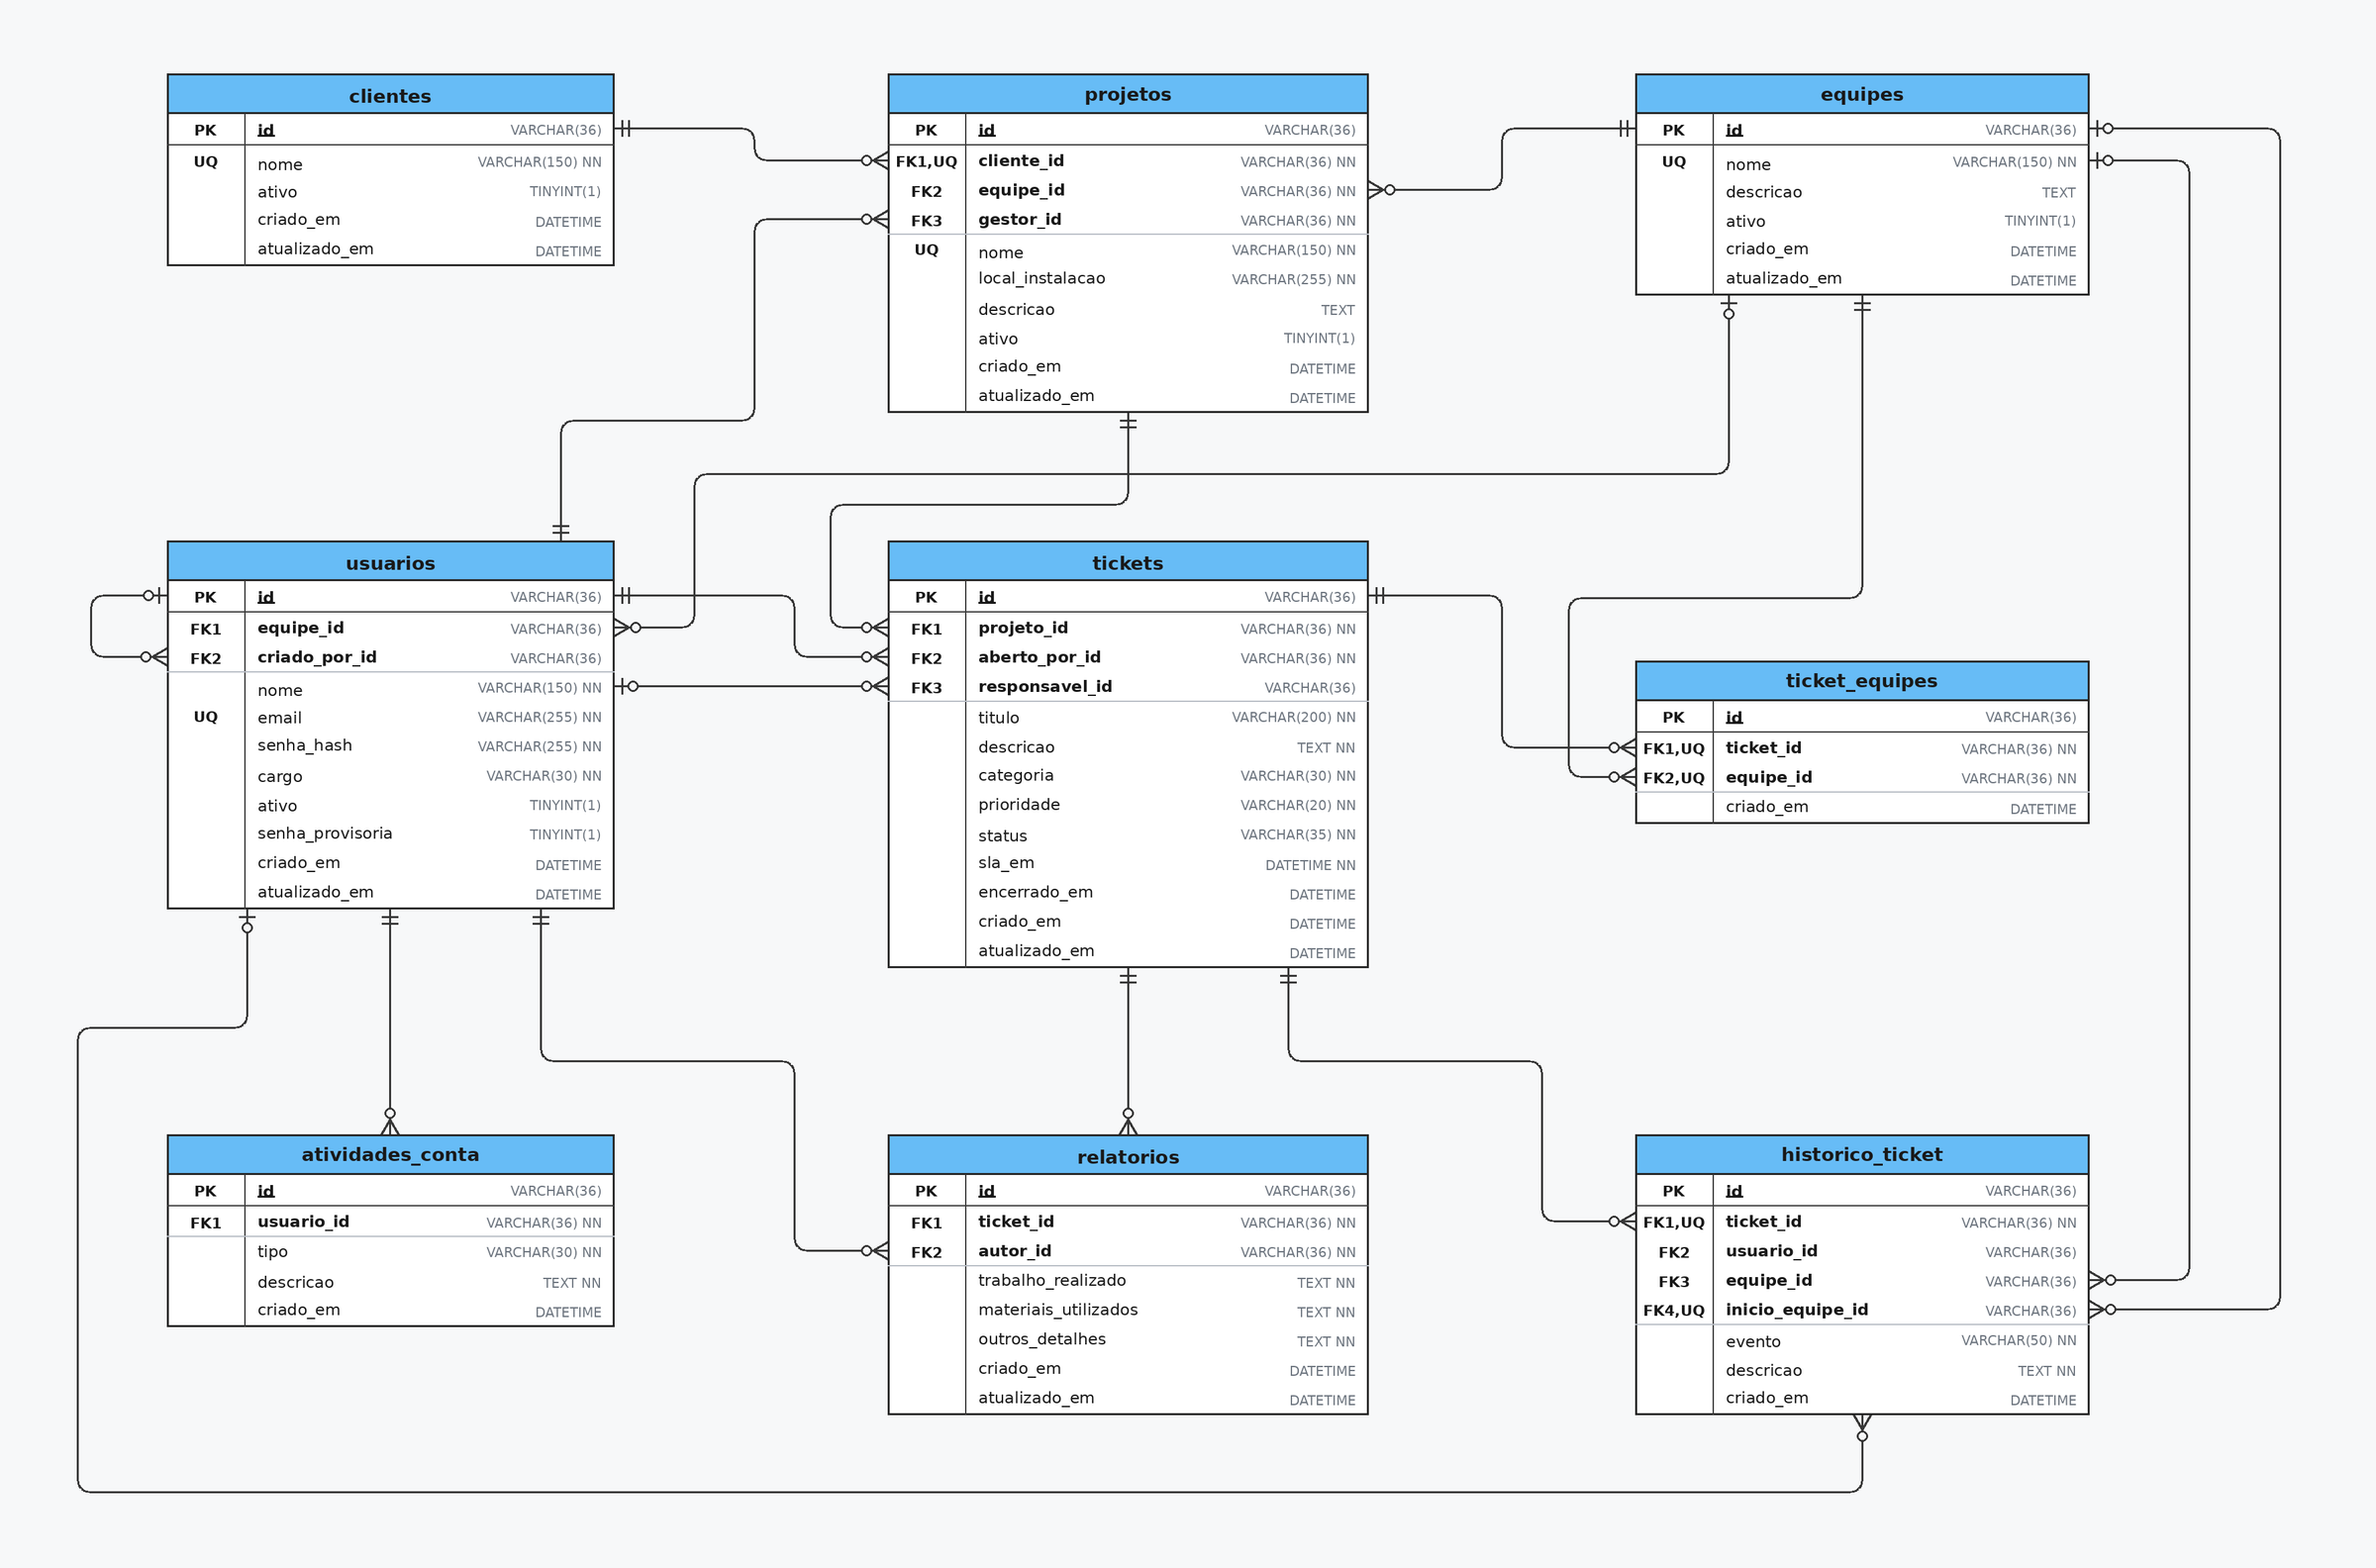 clientes
PK id VARCHAR(36)
UQ nome VARCHAR(150) NN
ativo TINYINT(1)
criado_em DATETIME
atualizado_em DATETIME
projetos
PK id VARCHAR(36)
FK1,UQ cliente_id VARCHAR(36) NN
FK2 equipe_id VARCHAR(36) NN
FK3 gestor_id VARCHAR(36) NN
UQ nome VARCHAR(150) NN
local_instalacao VARCHAR(255) NN
descricao TEXT
ativo TINYINT(1)
criado_em DATETIME
atualizado_em DATETIME
equipes
PK id VARCHAR(36)
UQ nome VARCHAR(150) NN
descricao TEXT
ativo TINYINT(1)
criado_em DATETIME
atualizado_em DATETIME
usuarios
PK id VARCHAR(36)
FK1 equipe_id VARCHAR(36)
FK2 criado_por_id VARCHAR(36)
nome VARCHAR(150) NN
UQ email VARCHAR(255) NN
senha_hash VARCHAR(255) NN
cargo VARCHAR(30) NN
ativo TINYINT(1)
senha_provisoria TINYINT(1)
criado_em DATETIME
atualizado_em DATETIME
tickets
PK id VARCHAR(36)
FK1 projeto_id VARCHAR(36) NN
FK2 aberto_por_id VARCHAR(36) NN
FK3 responsavel_id VARCHAR(36)
titulo VARCHAR(200) NN
descricao TEXT NN
categoria VARCHAR(30) NN
prioridade VARCHAR(20) NN
status VARCHAR(35) NN
sla_em DATETIME NN
encerrado_em DATETIME
criado_em DATETIME
atualizado_em DATETIME
ticket_equipes
PK id VARCHAR(36)
FK1,UQ ticket_id VARCHAR(36) NN
FK2,UQ equipe_id VARCHAR(36) NN
criado_em DATETIME
atividades_conta
PK id VARCHAR(36)
FK1 usuario_id VARCHAR(36) NN
tipo VARCHAR(30) NN
descricao TEXT NN
criado_em DATETIME
relatorios
PK id VARCHAR(36)
FK1 ticket_id VARCHAR(36) NN
FK2 autor_id VARCHAR(36) NN
trabalho_realizado TEXT NN
materiais_utilizados TEXT NN
outros_detalhes TEXT NN
criado_em DATETIME
atualizado_em DATETIME
historico_ticket
PK id VARCHAR(36)
FK1,UQ ticket_id VARCHAR(36) NN
FK2 usuario_id VARCHAR(36)
FK3 equipe_id VARCHAR(36)
FK4,UQ inicio_equipe_id VARCHAR(36)
evento VARCHAR(50) NN
descricao TEXT NN
criado_em DATETIME